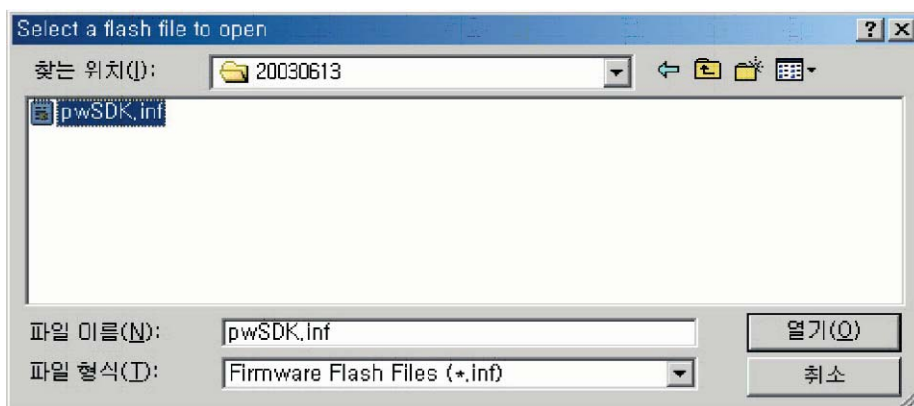 Select a flash file to open
찾는 위치(I):
20030613
pwSDK.inf
파일 이름(N):
pwSDK.inf
열기(O)
파일 형식(T):
Firmware Flash Files (*.inf)
취소